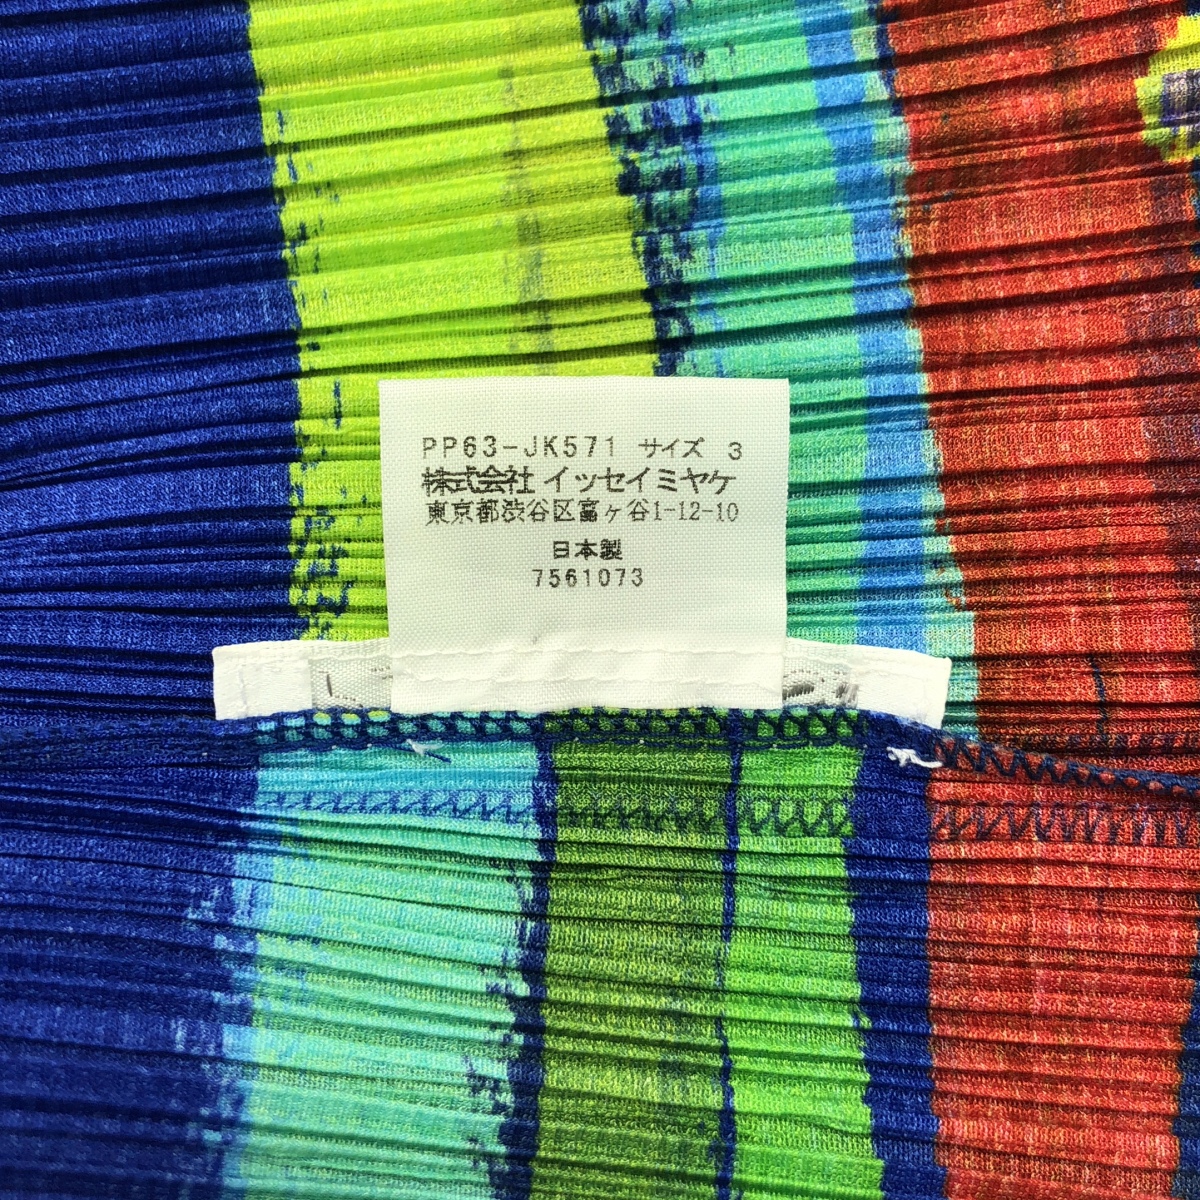 PP63-JK571 サイズ 3
株式会社 イッセイミヤケ
東京都渋谷区富ヶ谷1-12-10
日本製
7561073